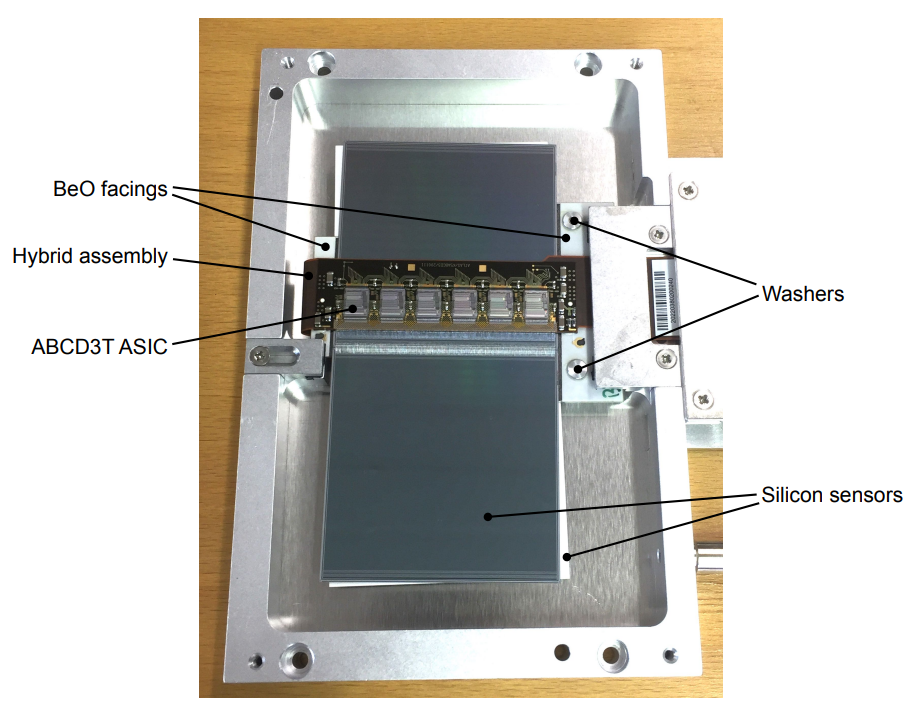 BeO facings
Hybrid assembly
ABCD3T ASIC
Washers
Silicon sensors